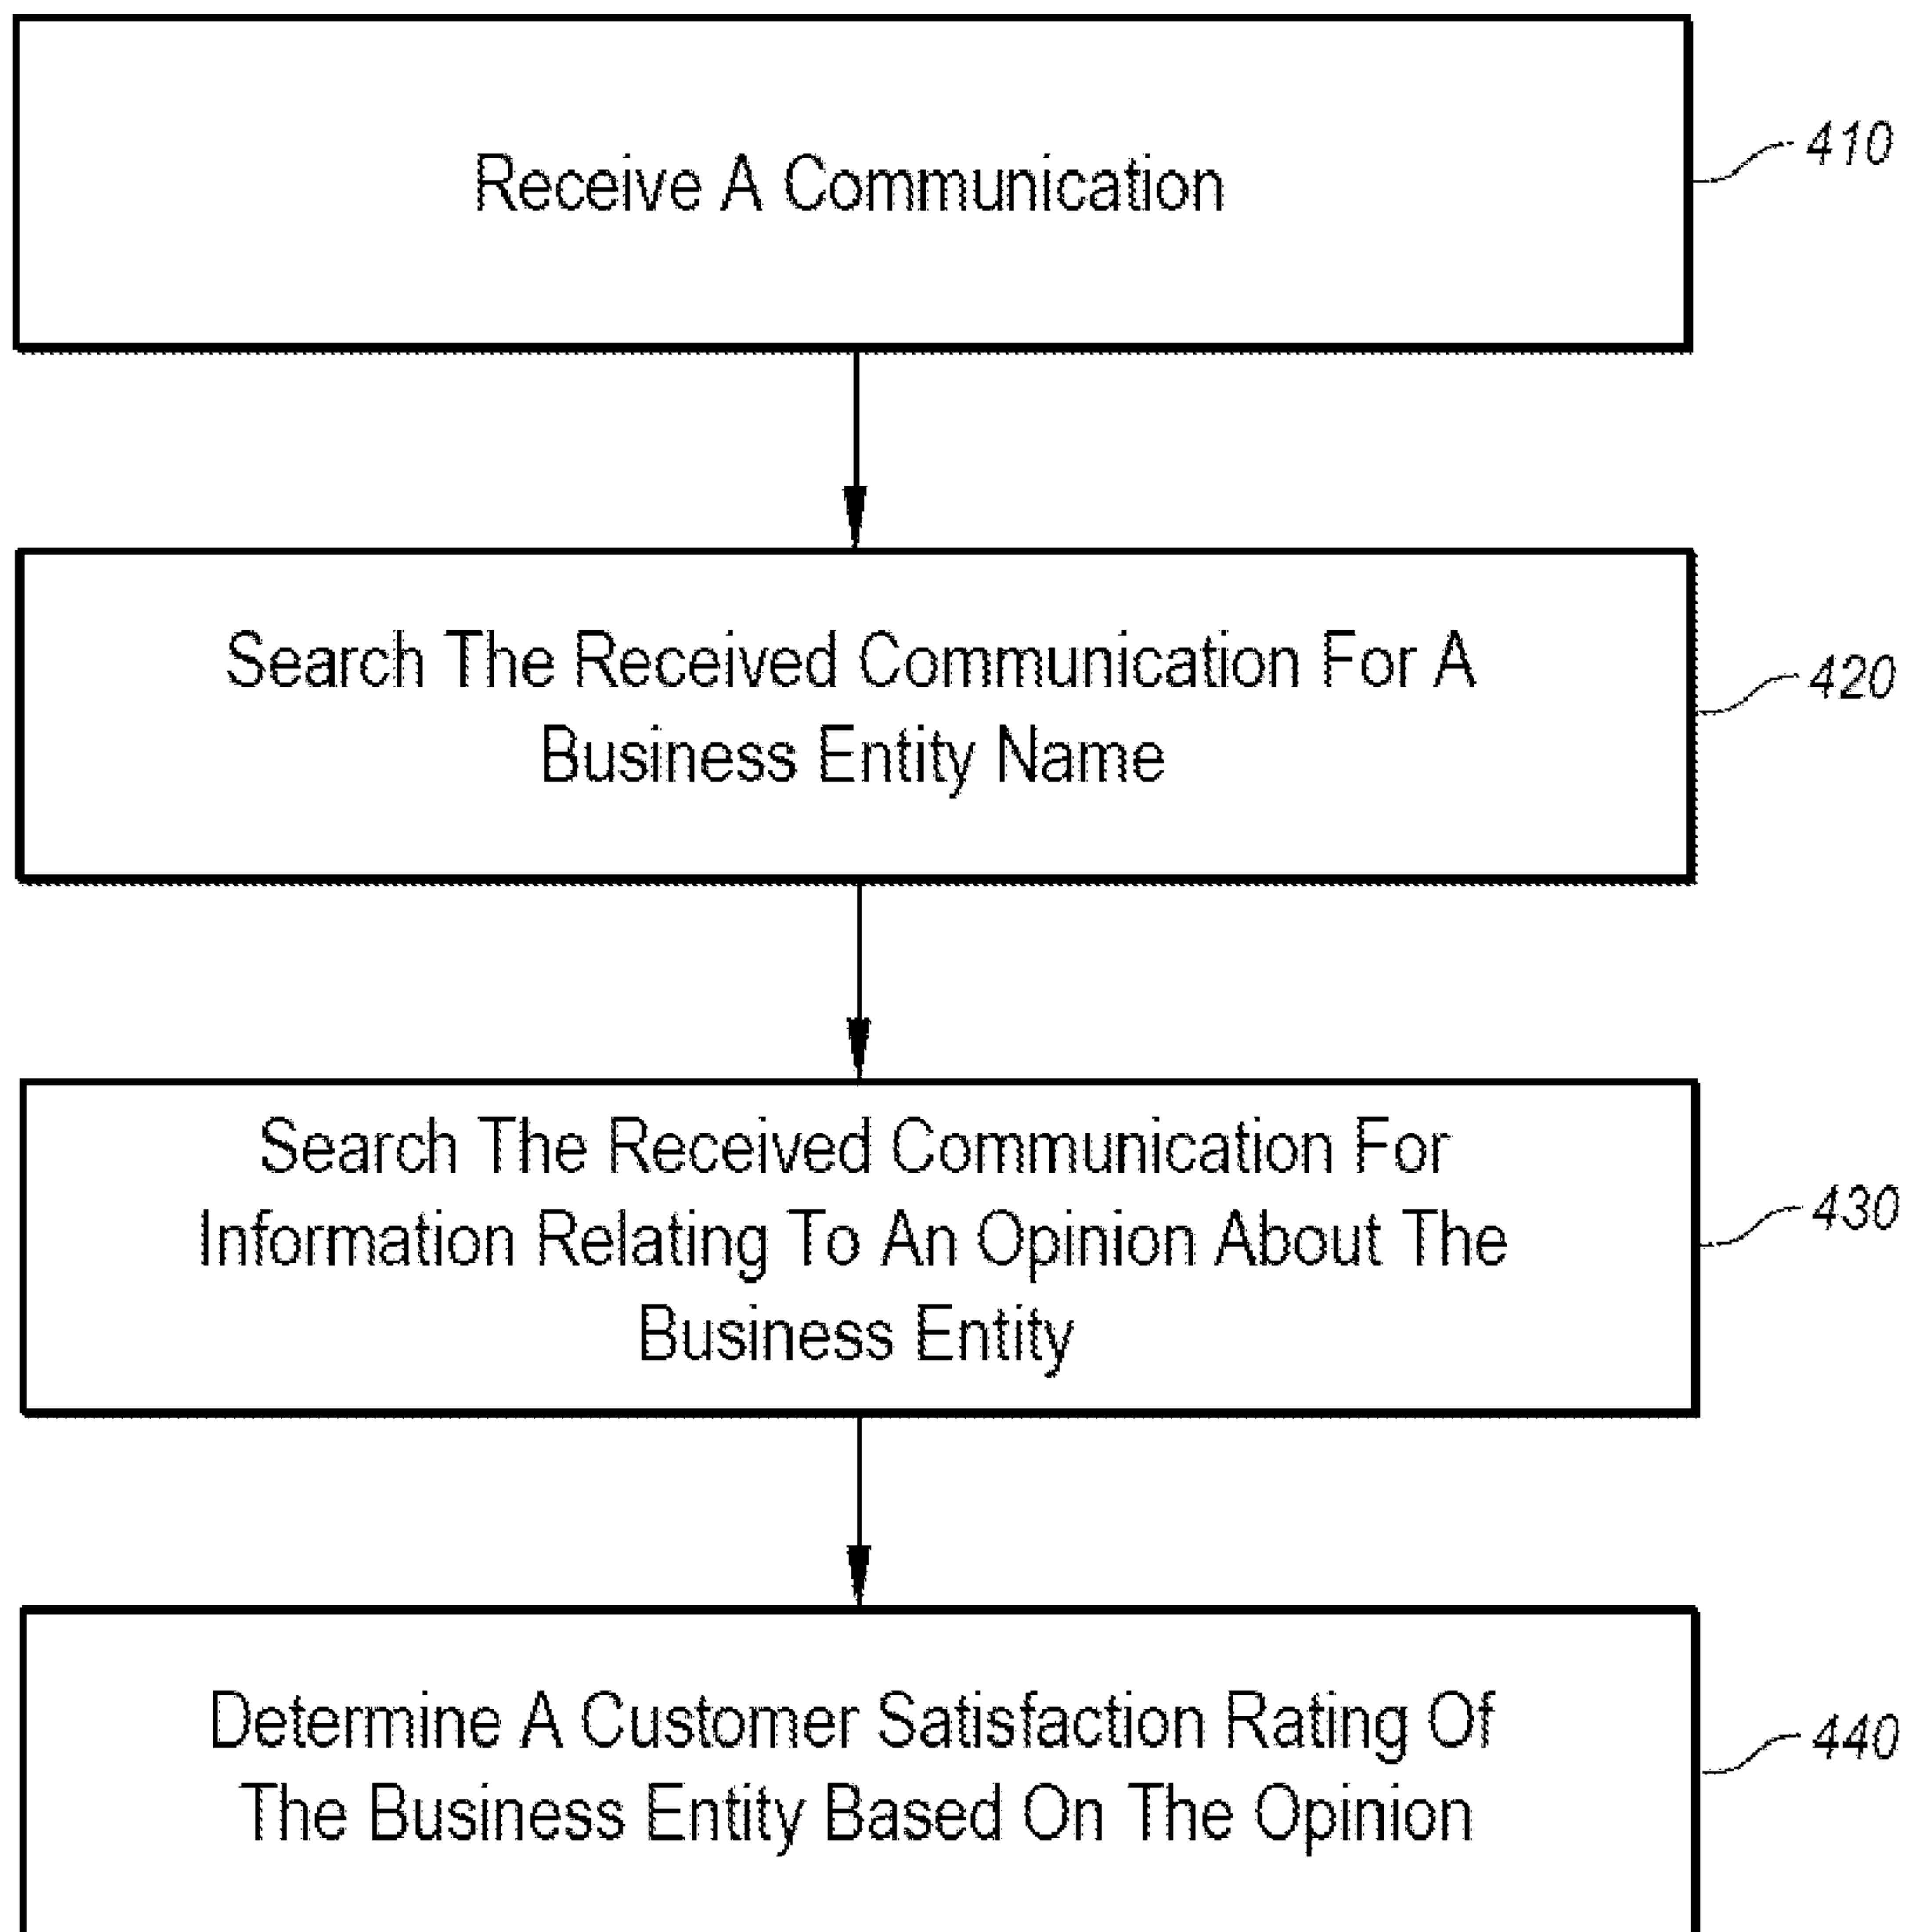 Receive A Communication
410
Search The Received Communication For A
Business Entity Name
420
Search The Received Communication For
Information Relating To An Opinion About The
Business Entity
430
Determine A Customer Satisfaction Rating Of
The Business Entity Based On The Opinion
440